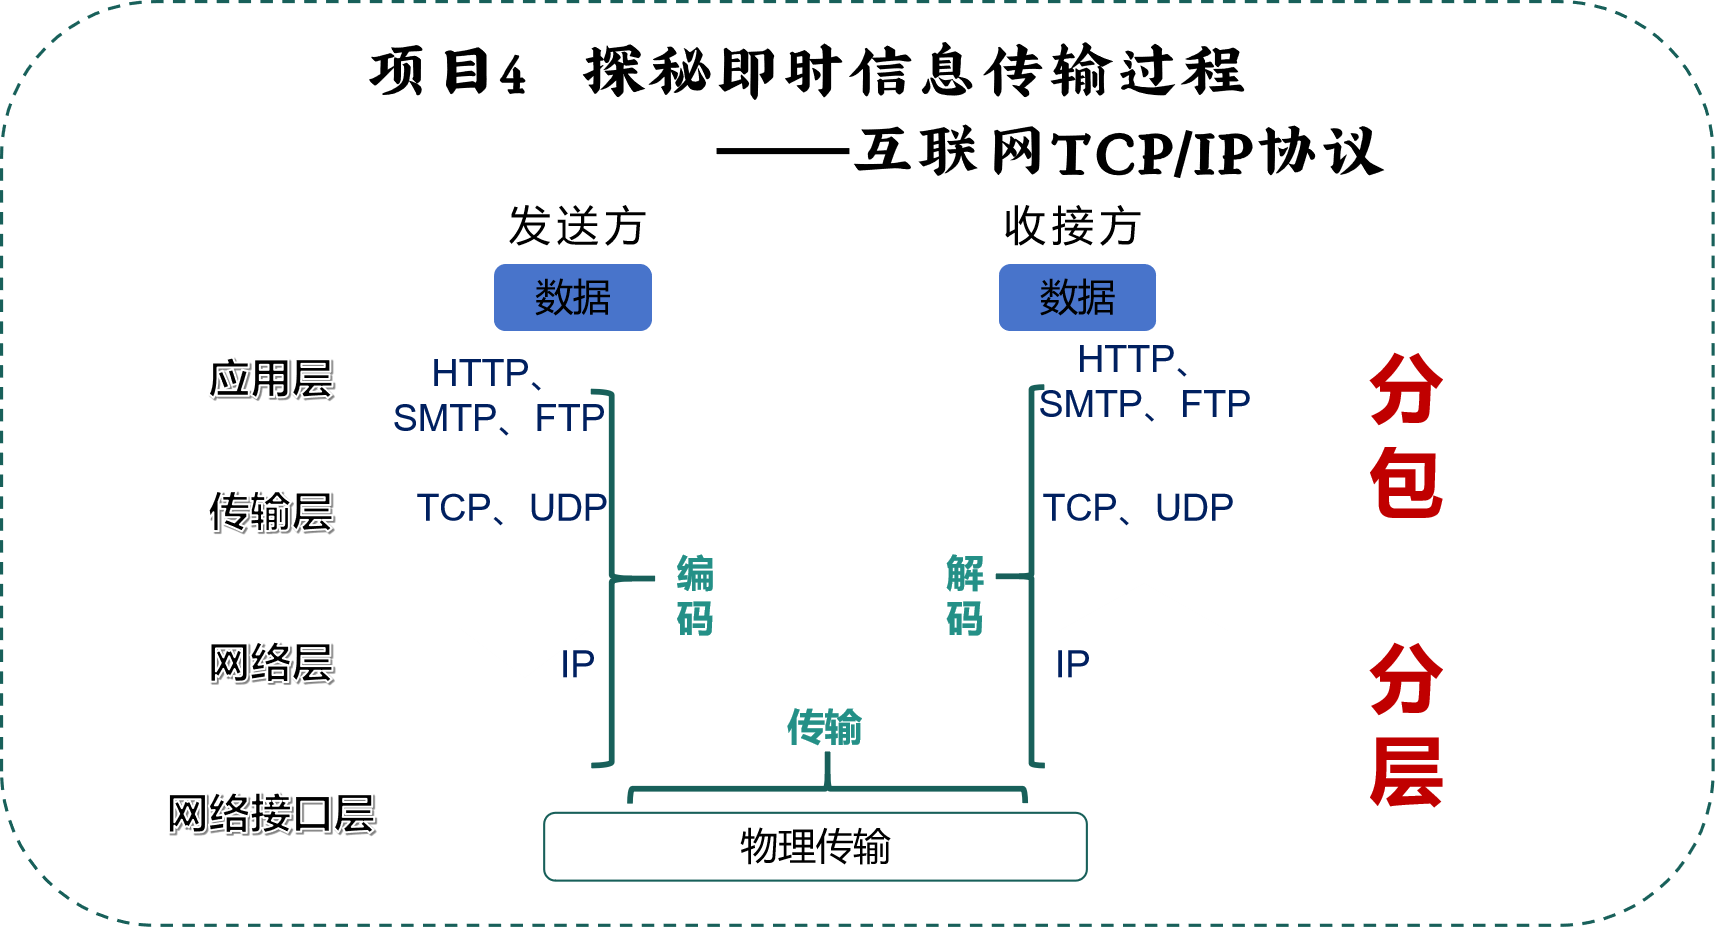 项目4 探秘即时信息传输过程
——互联网TCP/IP协议
发送方
收接方
数据
数据
应用层
HTTP、
SMTP、FTP
HTTP、
SMTP、FTP
传输层
TCP、UDP
TCP、UDP
编
码
解
码
网络层
IP
IP
传输
网络接口层
物理传输
分
包
分
层